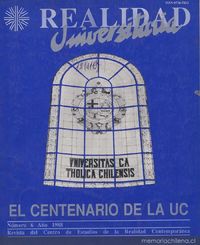 REALIDAD
Universitaria
UNIVERSITAS CA
THOLICA CHILENSIS
EL CENTENARIO DE LA UC
Número 6 Año 1988
Revista del Centro de Estudios de la Realidad Contemporánea
memoriachilena.cl